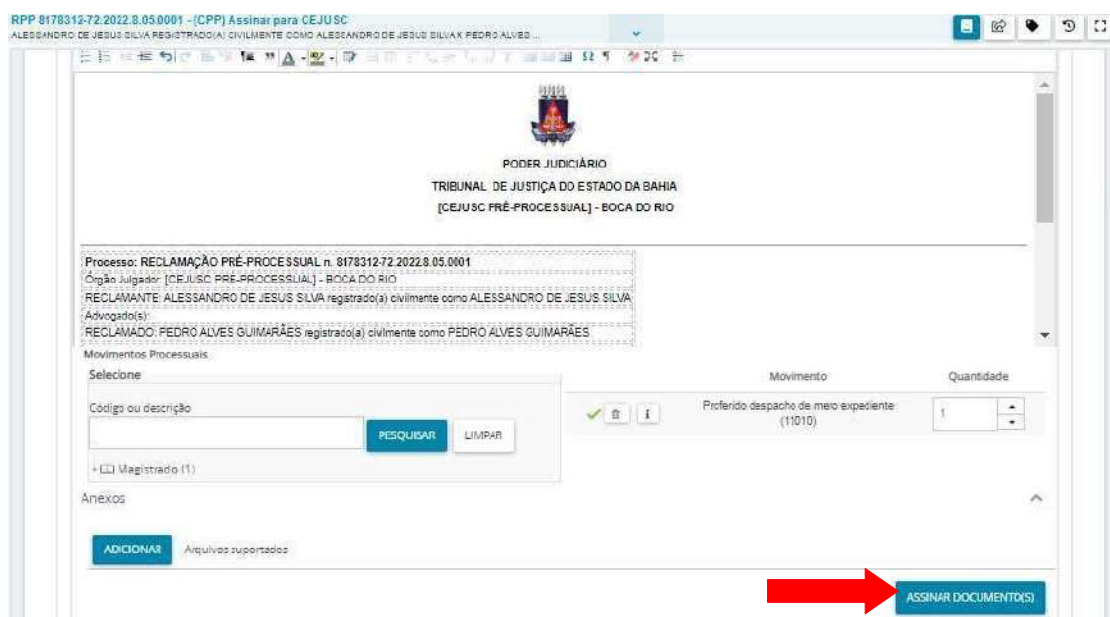 RPP 8178312-72.2022.8.05.0001 - (CPP) Assinar para CEJUSC
ALESSANDRO DE JESUS SILVA REGISTRADO(A) CIVILMENTE COMO ALESSANDRO DE JESUS SILVA X PEDRO ALVES ...
PODER JUDICIÁRIO
TRIBUNAL DE JUSTIÇA DO ESTADO DA BAHIA
[CEJUSC PRÉ-PROCESSUAL] - BOCA DO RIO
Processo: RECLAMAÇÃO PRÉ-PROCESSUAL n. 8178312-72.2022.8.05.0001
Órgão Julgador: [CEJUSC PRÉ-PROCESSUAL] - BOCA DO RIO
RECLAMANTE: ALESSANDRO DE JESUS SILVA registrado(a) civilmente como ALESSANDRO DE JESUS SILVA
Advogado(s):
RECLAMADO: PEDRO ALVES GUIMARÃES registrado(a) civilmente como PEDRO ALVES GUIMARÃES
Movimentos Processuais
Selecione
Movimento Quantidade
Código ou descrição
Proferido despacho de mero expediente
(11010)
1
PESQUISAR LIMPAR
Magistrado (1)
Anexos
ADICIONAR Arquivos suportados
ASSINAR DOCUMENTO(S)